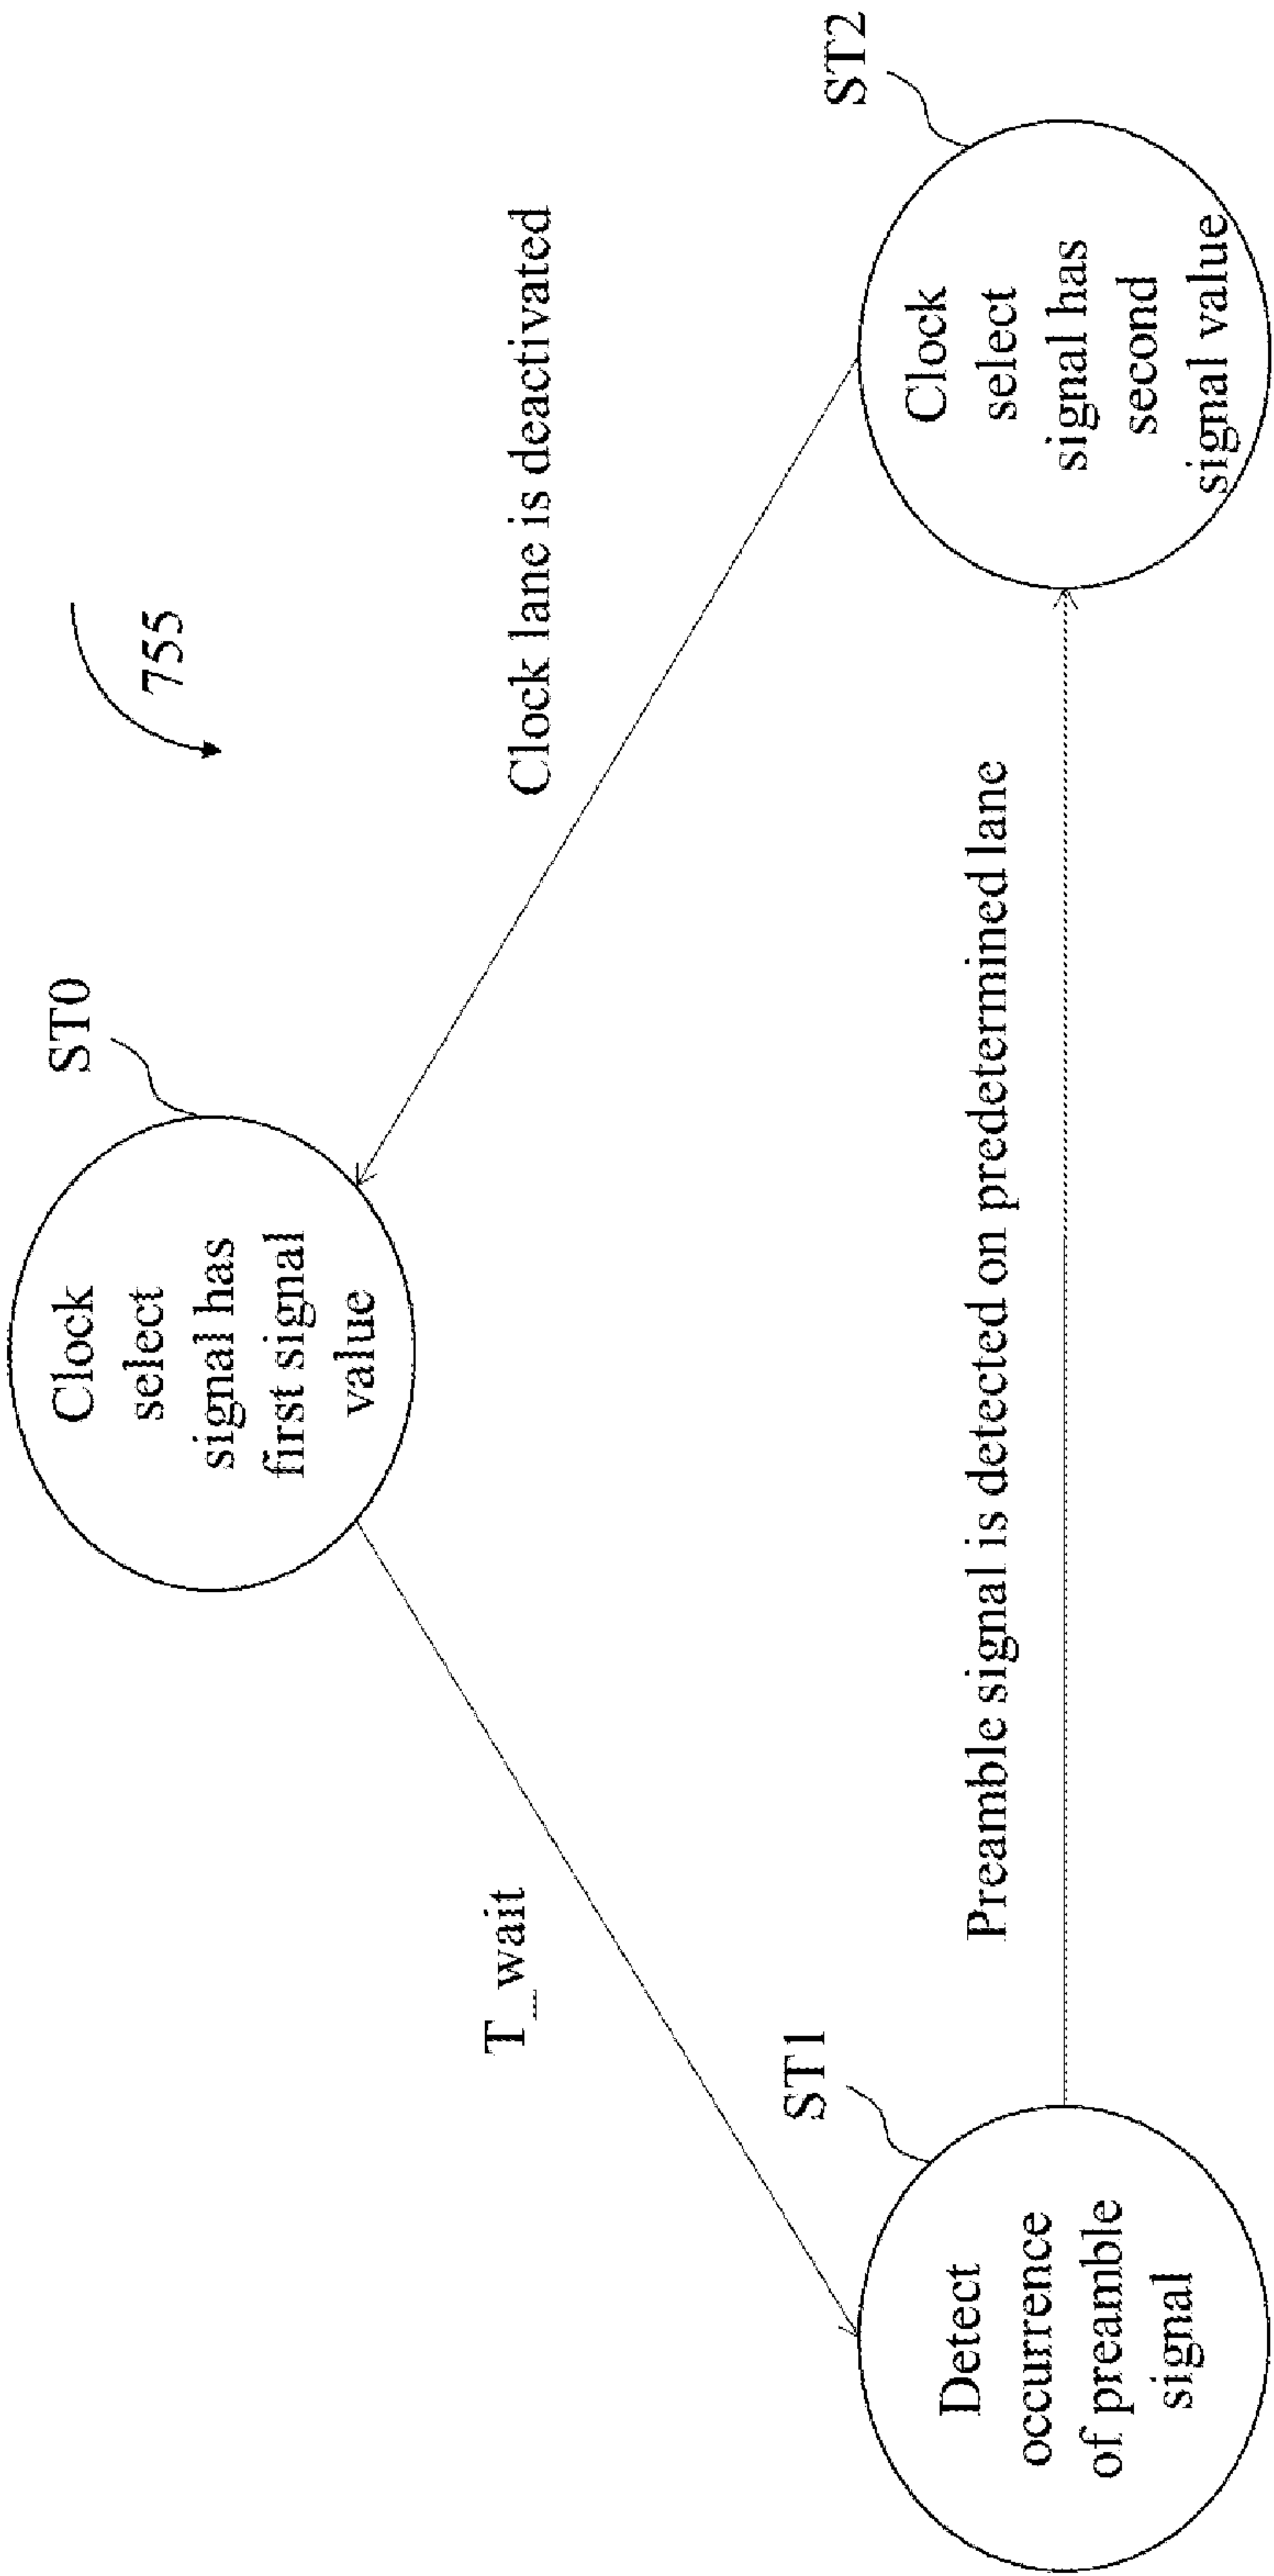 755
ST0
Clock
select
signal has
first signal
value
T_wait
Clock lane is deactivated
ST1
Detect
occurrence
of preamble
signal
Preamble signal is detected on predetermined lane
ST2
Clock
select
signal has
second
signal value